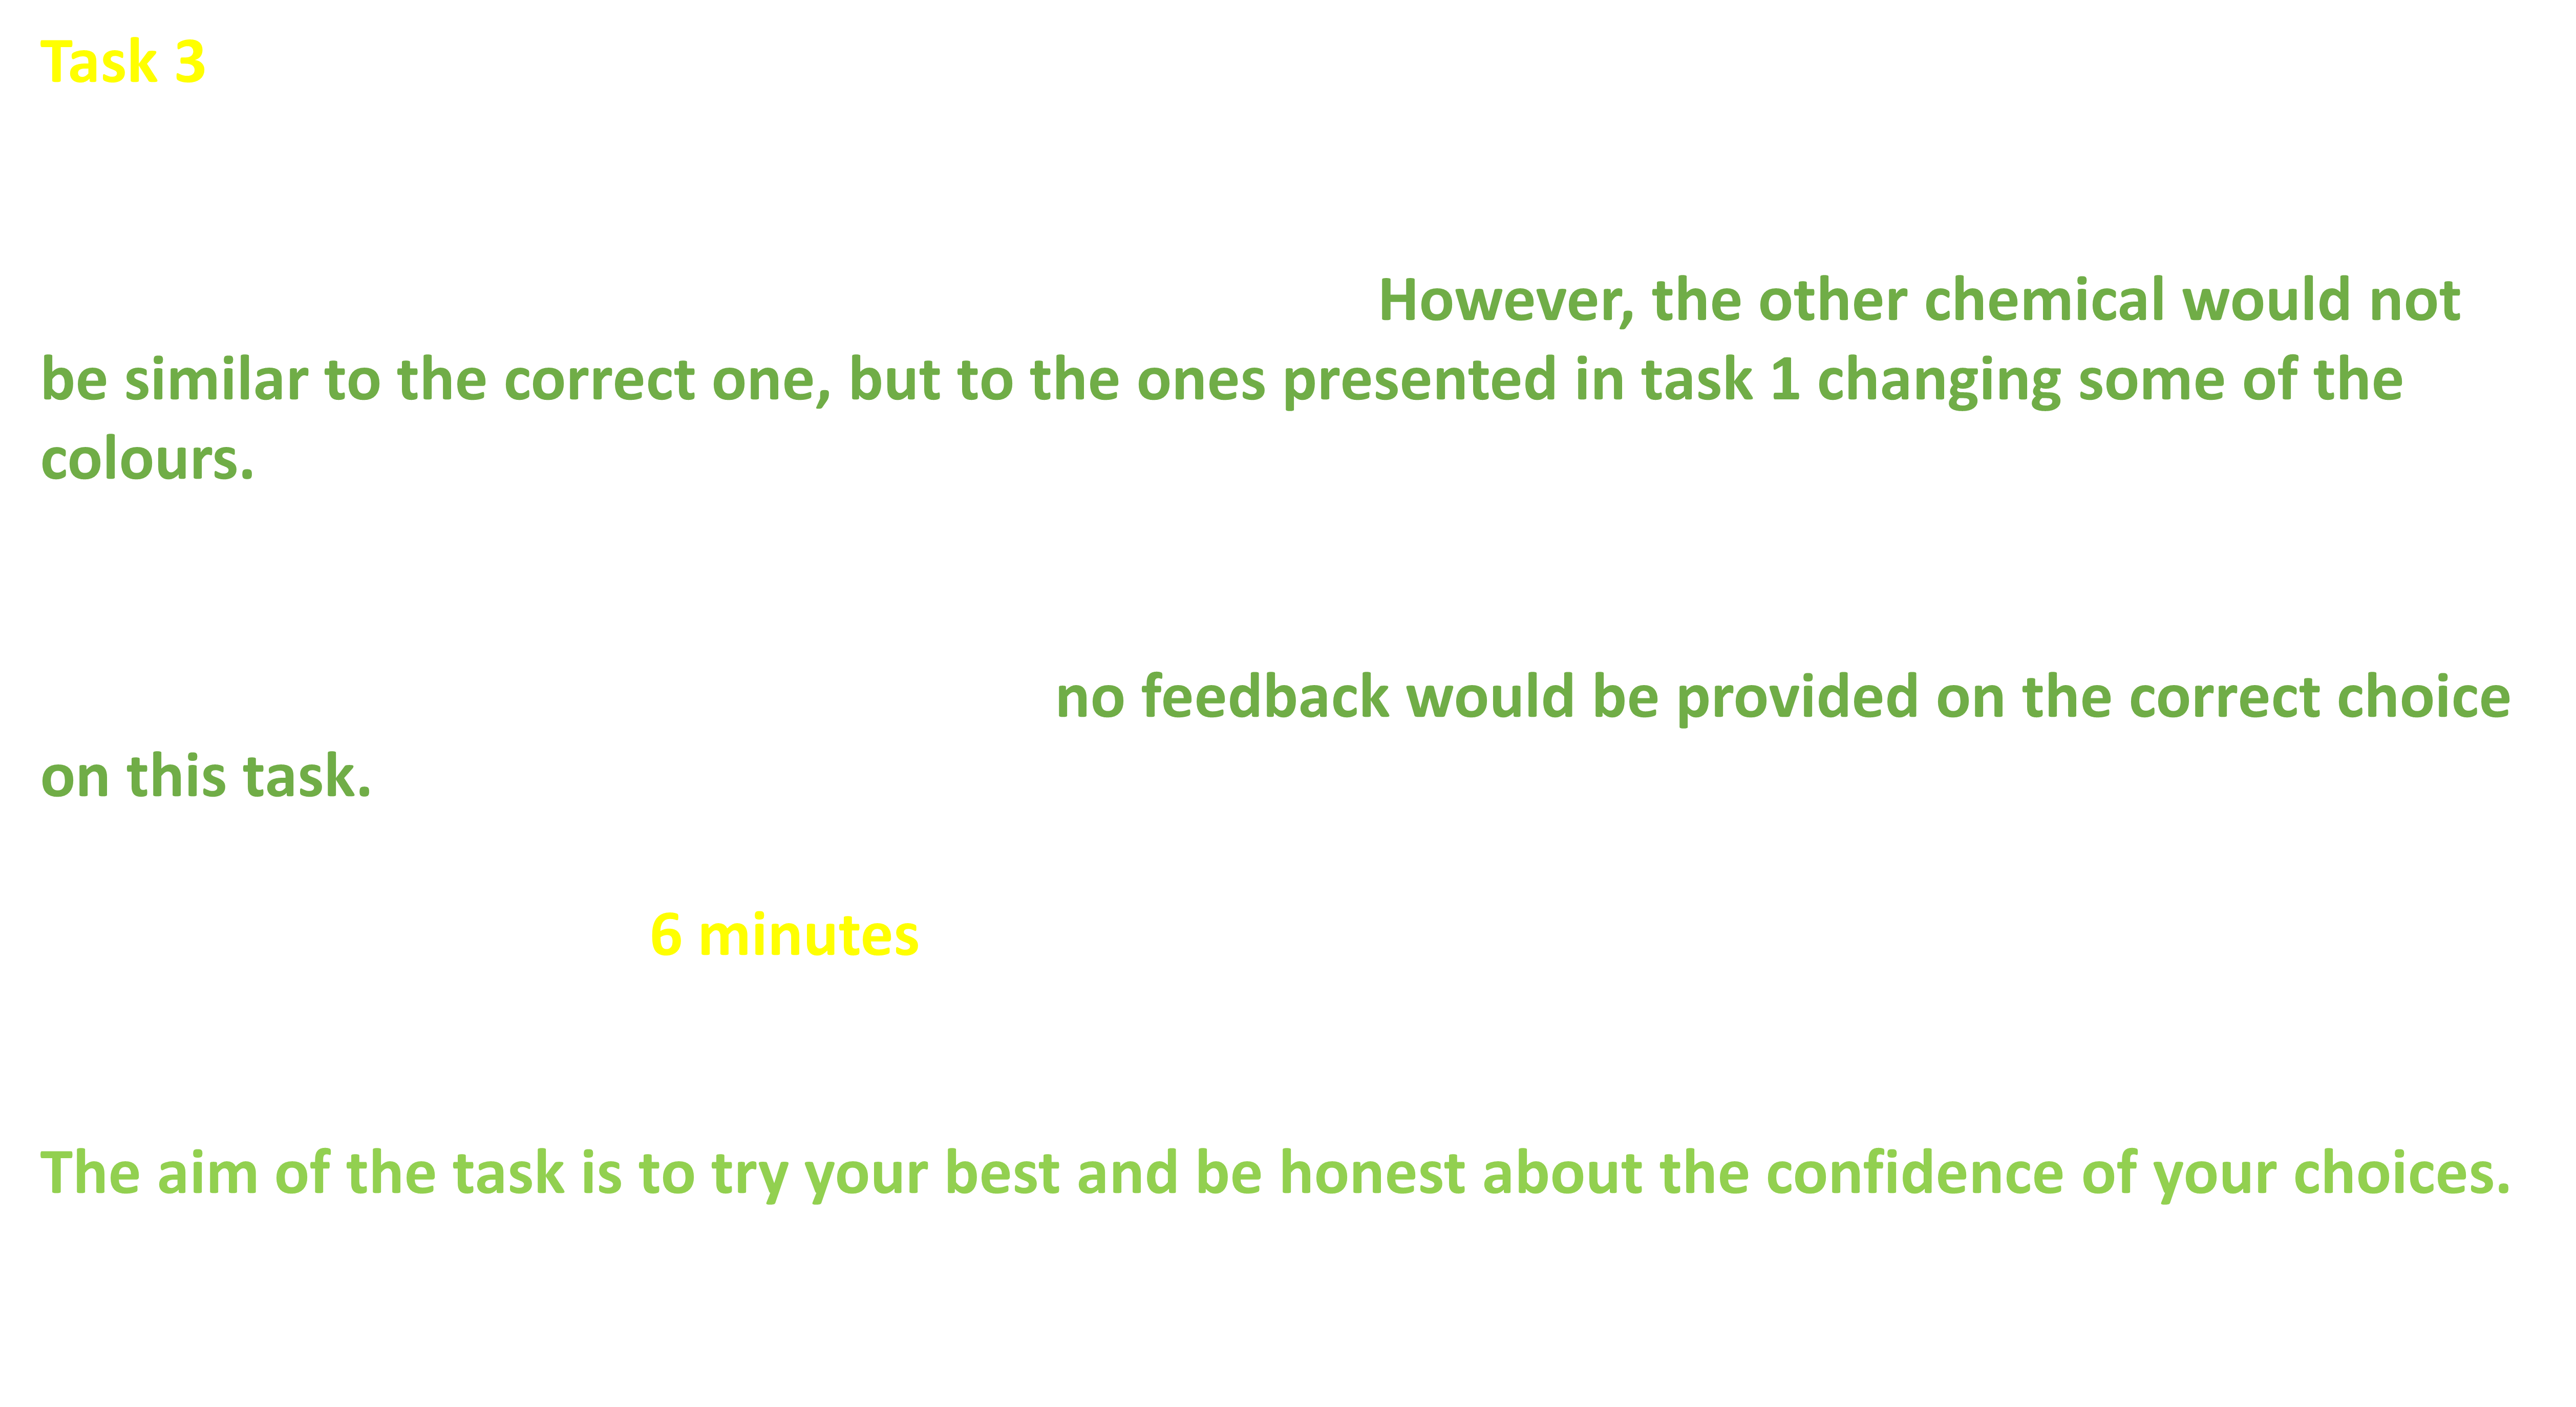 Task 3
However, the other chemical would not
be similar to the correct one, but to the ones presented in task 1 changing some of the
colours.
no feedback would be provided on the correct choice
on this task.
6 minutes
The aim of the task is to try your best and be honest about the confidence of your choices.